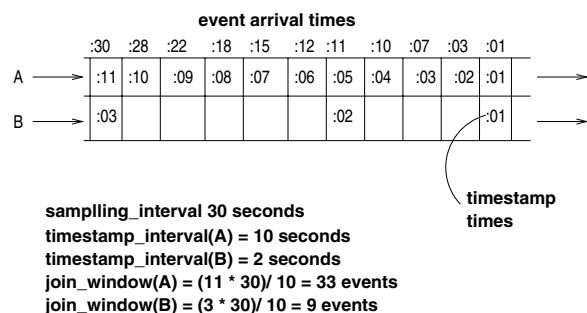 event arrival times
:30 :28 :22 :18 :15 :12 :11 :10 :07 :03 :01
A :11 :10 :09 :08 :07 :06 :05 :04 :03 :02 :01
B :03 :02 :01
timestamp
times
samplling_interval 30 seconds
timestamp_interval(A) = 10 seconds
timestamp_interval(B) = 2 seconds
join_window(A) = (11 * 30)/ 10 = 33 events
join_window(B) = (3 * 30)/ 10 = 9 events